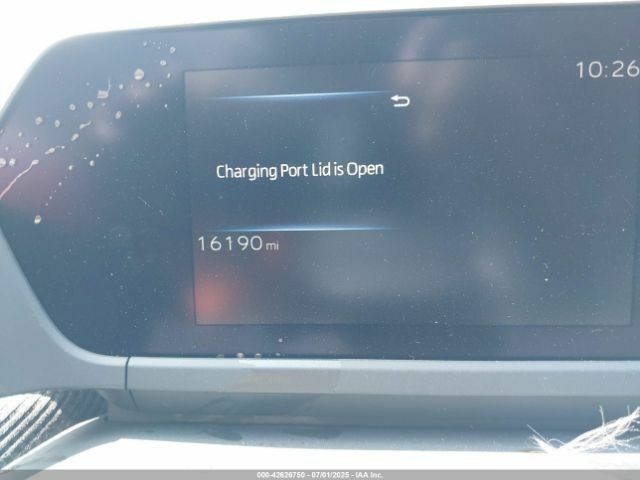 10:26
Charging Port Lid is Open
16190 mi
000-42626750 - 07/01/2025 - IAA Inc.